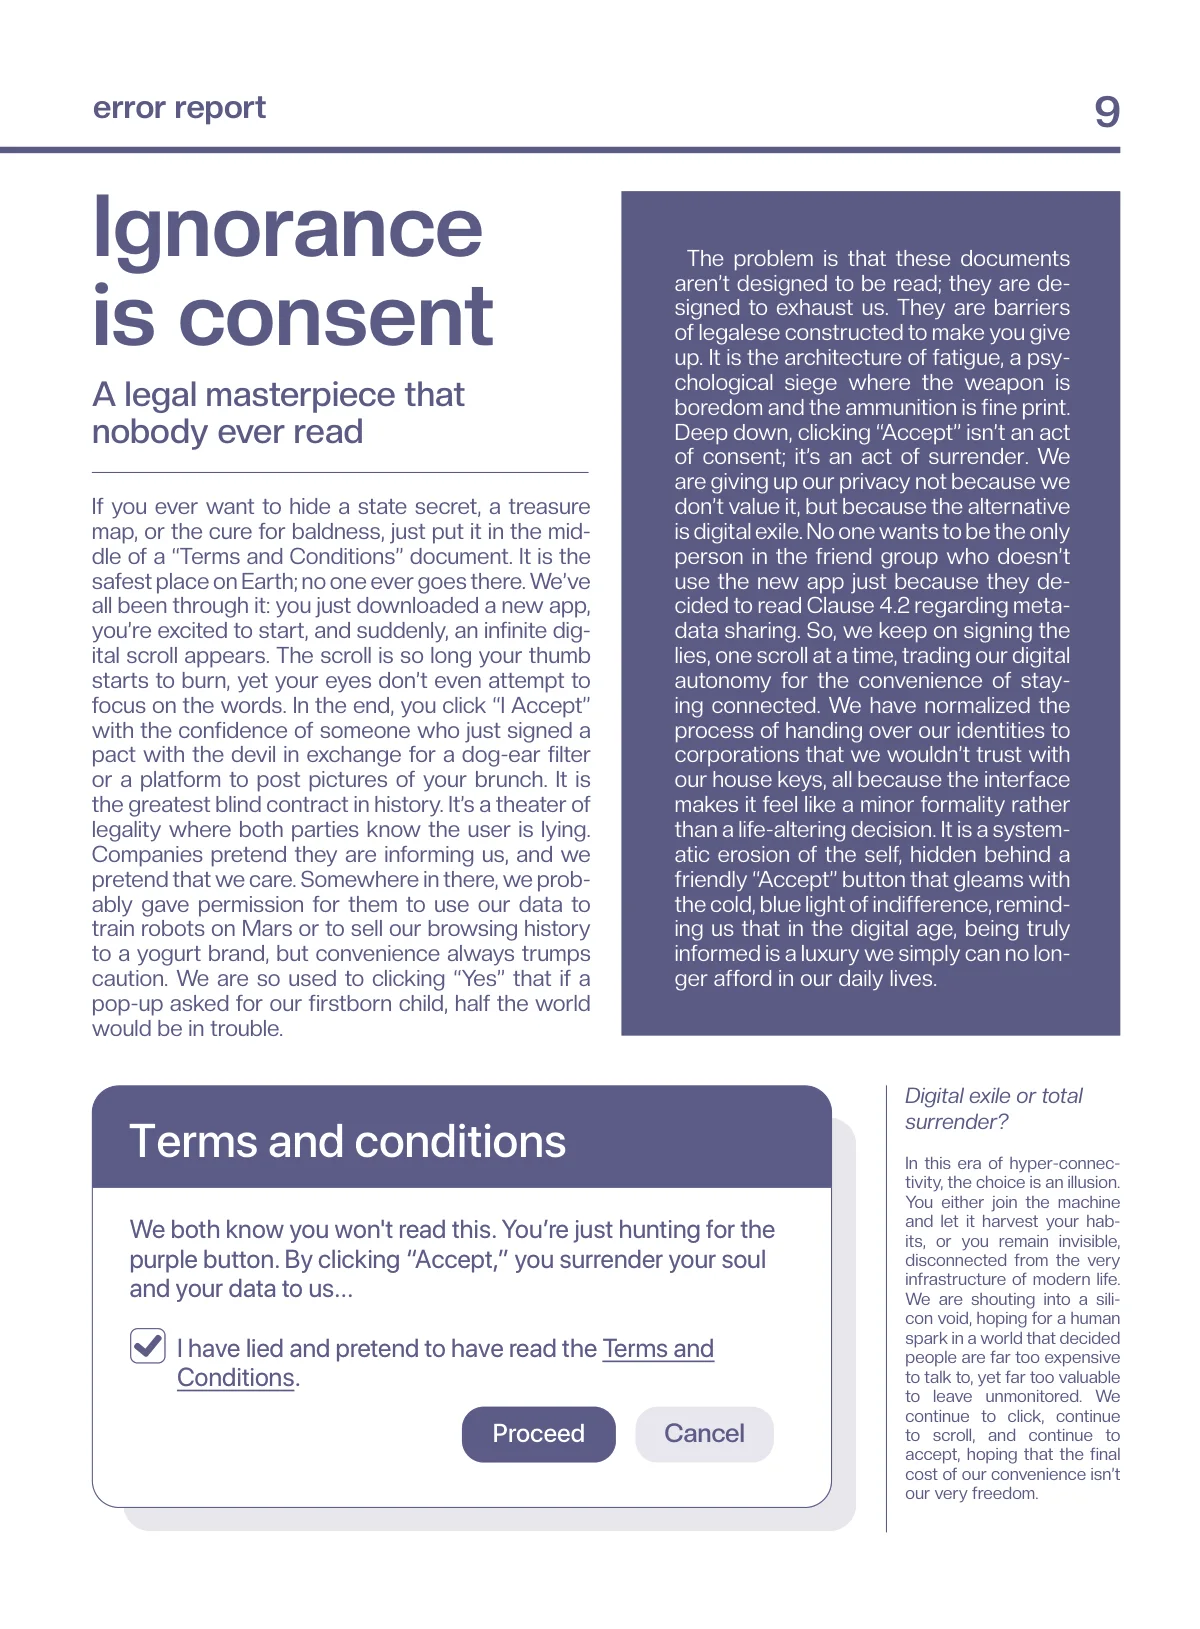 error report
9
Ignorance
is consent
A legal masterpiece that
nobody ever read
If you ever want to hide a state secret, a treasure
map, or the cure for baldness, just put it in the mid-
dle of a “Terms and Conditions” document. It is the
safest place on Earth; no one ever goes there. We’ve
all been through it: you just downloaded a new app,
you’re excited to start, and suddenly, an infinite dig-
ital scroll appears. The scroll is so long your thumb
starts to burn, yet your eyes don’t even attempt to
focus on the words. In the end, you click “I Accept”
with the confidence of someone who just signed a
pact with the devil in exchange for a dog-ear filter
or a platform to post pictures of your brunch. It is
the greatest blind contract in history. It’s a theater of
legality where both parties know the user is lying.
Companies pretend they are informing us, and we
pretend that we care. Somewhere in there, we prob-
ably gave permission for them to use our data to
train robots on Mars or to sell our browsing history
to a yogurt brand, but convenience always trumps
caution. We are so used to clicking “Yes” that if a
pop-up asked for our firstborn child, half the world
would be in trouble.
The problem is that these documents
aren’t designed to be read; they are de-
signed to exhaust us. They are barriers
of legalese constructed to make you give
up. It is the architecture of fatigue, a psy-
chological siege where the weapon is
boredom and the ammunition is fine print.
Deep down, clicking “Accept” isn’t an act
of consent; it’s an act of surrender. We
are giving up our privacy not because we
don’t value it, but because the alternative
is digital exile. No one wants to be the only
person in the friend group who doesn’t
use the new app just because they de-
cided to read Clause 4.2 regarding meta-
data sharing. So, we keep on signing the
lies, one scroll at a time, trading our digital
autonomy for the convenience of stay-
ing connected. We have normalized the
process of handing over our identities to
corporations that we wouldn’t trust with
our house keys, all because the interface
makes it feel like a minor formality rather
than a life-altering decision. It is a system-
atic erosion of the self, hidden behind a
friendly “Accept” button that gleams with
the cold, blue light of indifference, remind-
ing us that in the digital age, being truly
informed is a luxury we simply can no lon-
ger afford in our daily lives.
Terms and conditions
We both know you won't read this. You’re just hunting for the
purple button. By clicking “Accept,” you surrender your soul
and your data to us...
I have lied and pretend to have read the Terms and
Conditions.
Proceed
Cancel
Digital exile or total
surrender?
In this era of hyper-connec-
tivity, the choice is an illusion.
You either join the machine
and let it harvest your hab-
its, or you remain invisible,
disconnected from the very
infrastructure of modern life.
We are shouting into a sili-
con void, hoping for a human
spark in a world that decided
people are far too expensive
to talk to, yet far too valuable
to leave unmonitored. We
continue to click, continue
to scroll, and continue to
accept, hoping that the final
cost of our convenience isn’t
our very freedom.